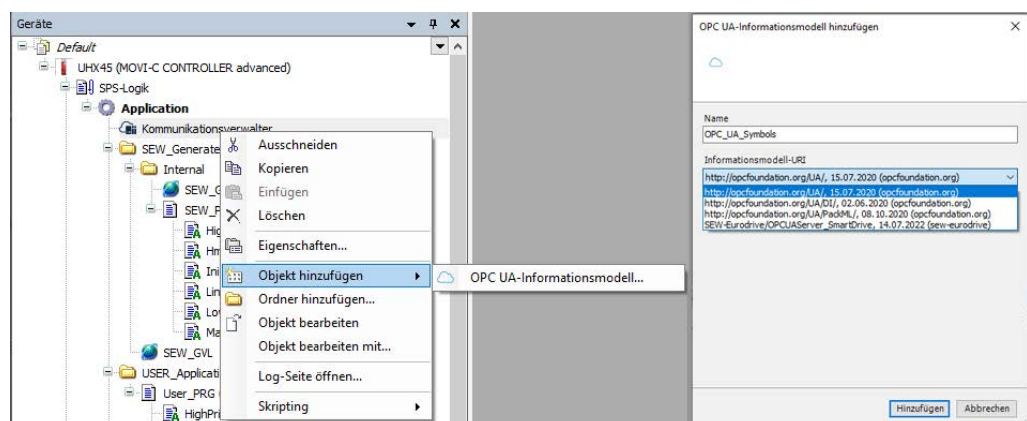 Geräte
Default
UHX45 (MOVI-C CONTROLLER advanced)
SPS-Logik
Application
Kommunikationsverwalter
SEW_Generate
Internal
SEW_G
SEW_P
Hig
Hm
Ini
Lin
Lo
Ma
SEW_GVL
USER_Applicati
User_PRG
HighPri
Ausschneiden
Kopieren
Einfügen
Löschen
Eigenschaften...
Objekt hinzufügen
Ordner hinzufügen...
Objekt bearbeiten
Objekt bearbeiten mit...
Log-Seite öffnen...
Skripting
OPC UA-Informationsmodell...
OPC UA-Informationsmodell hinzufügen
Name
OPC_UA_Symbols
Informationsmodell-URI
http://opcfoundation.org/UA/, 15.07.2020 (opcfoundation.org)
http://opcfoundation.org/UA/, 15.07.2020 (opcfoundation.org)
http://opcfoundation.org/UA/DI/, 02.06.2020 (opcfoundation.org)
http://opcfoundation.org/UA/PackML/, 08.10.2020 (opcfoundation.org)
SEW-Eurodrive/OPCUAServer_SmartDrive, 14.07.2022 (sew-eurodrive)
Hinzufügen Abbrechen